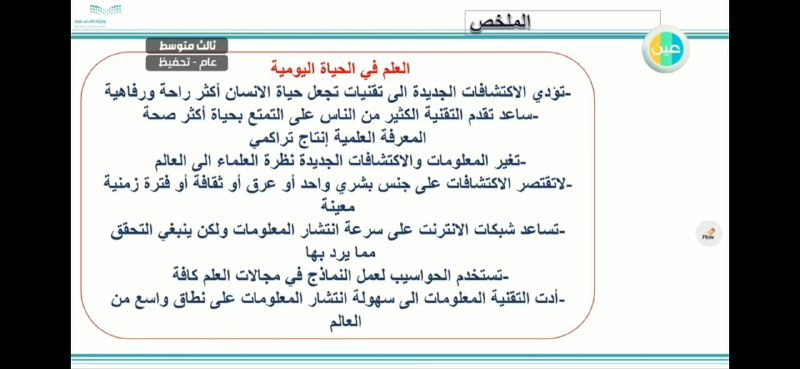 الملخص
عين
ثالث متوسط
عام - تحفيظ
العلم في الحياة اليومية
-تؤدي الاكتشافات الجديدة الى تقنيات تجعل حياة الانسان أكثر راحة ورفاهية
-ساعد تقدم التقنية الكثير من الناس على التمتع بحياة أكثر صحة
المعرفة العلمية إنتاج تراكمي
-تغير المعلومات والاكتشافات الجديدة نظرة العلماء الى العالم
-لاتقتصر الاكتشافات على جنس بشري واحد أو عرق أو ثقافة أو فترة زمنية
معينة
-تساعد شبكات الانترنت على سرعة انتشار المعلومات ولكن ينبغي التحقق
مما يرد بها
-تستخدم الحواسيب لعمل النماذج في مجالات العلم كافة
-أدت التقنية المعلومات الى سهولة انتشار المعلومات على نطاق واسع من
العالم
Flow